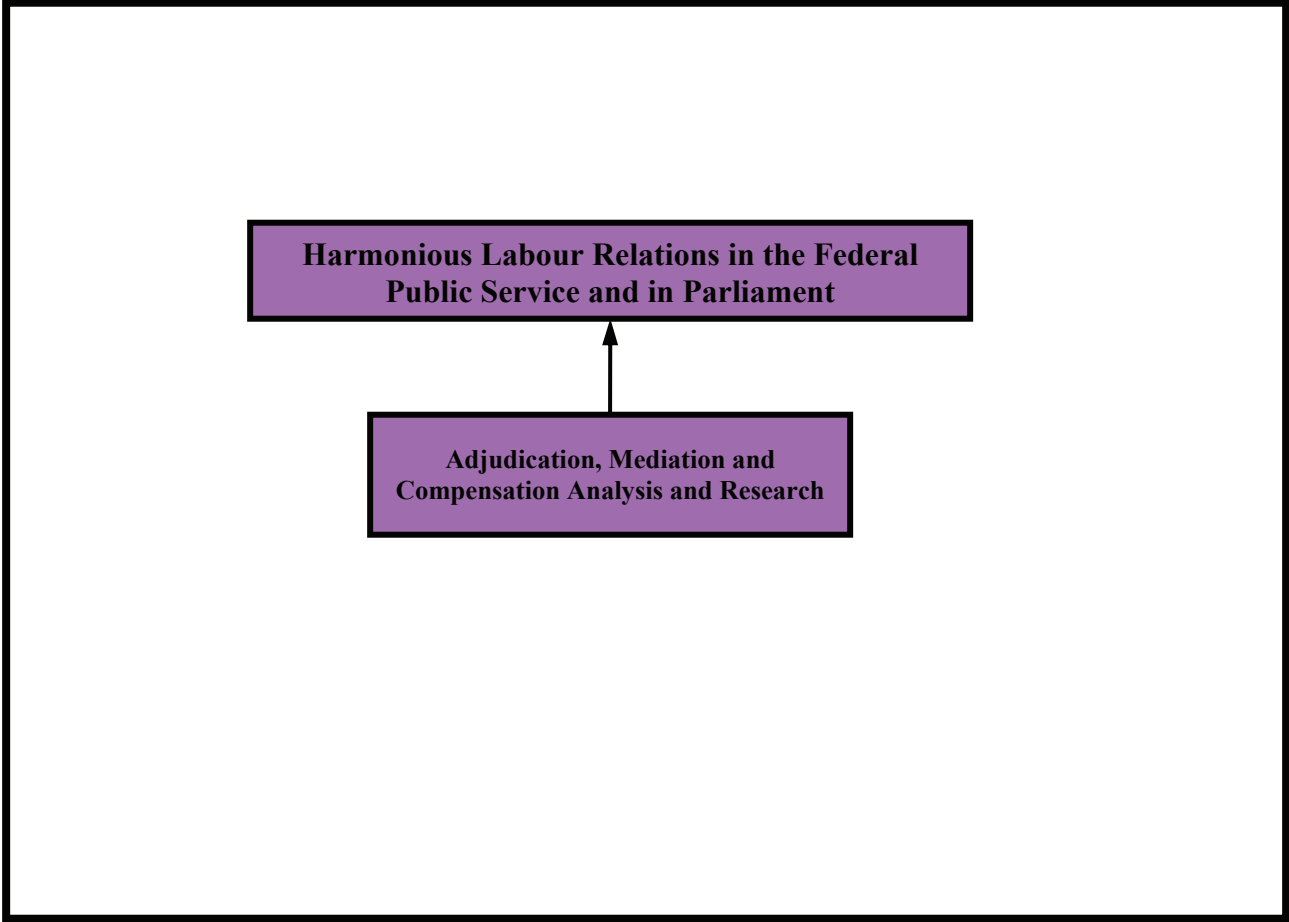 Harmonious Labour Relations in the Federal
Public Service and in Parliament
Adjudication, Mediation and
Compensation Analysis and Research